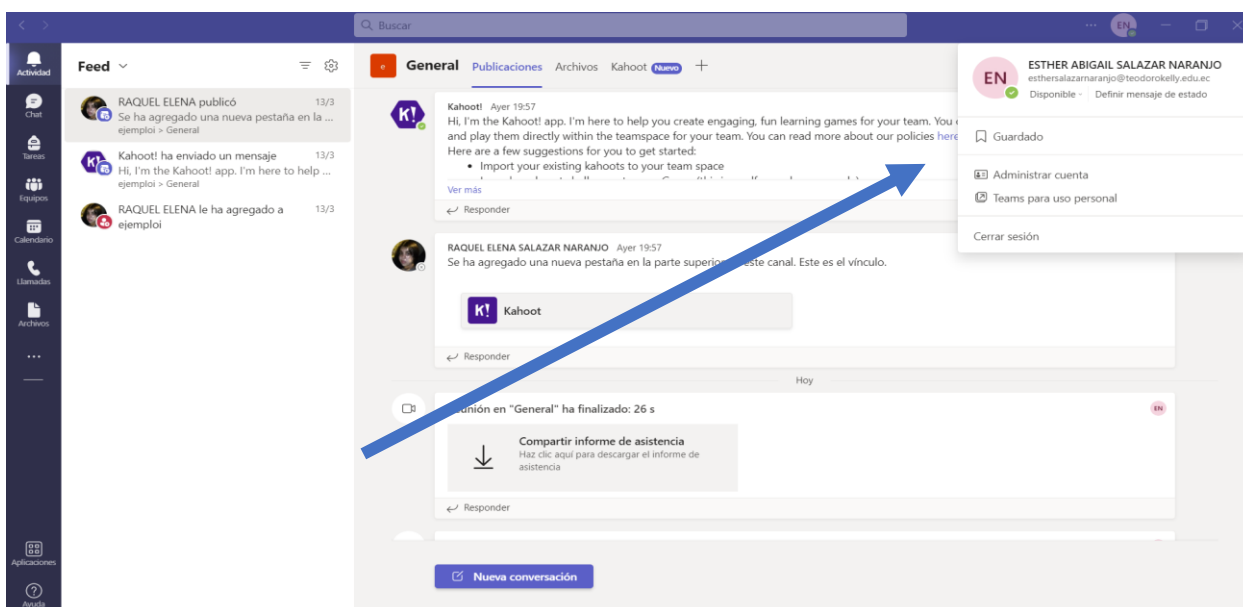 Buscar
EN
Actividad
Chat
Tareas
Equipos
Calendario
Llamadas
Archivos
Aplicaciones
Ayuda
Feed
RAQUEL ELENA publicó 13/3
Se ha agregado una nueva pestaña en la ...
ejemploi > General
Kahoot! ha enviado un mensaje 13/3
Hi, I'm the Kahoot! app. I'm here to help ...
ejemploi > General
RAQUEL ELENA le ha agregado a 13/3
ejemploi
e General Publicaciones Archivos Kahoot Nuevo +
K! Kahoot! Ayer 19:57
Hi, I'm the Kahoot! app. I'm here to help you create engaging, fun learning games for your team. You
and play them directly within the teamspace for your team. You can read more about our policies here
Here are a few suggestions for you to get started:
• Import your existing kahoots to your team space
Ver más
Responder
RAQUEL ELENA SALAZAR NARANJO Ayer 19:57
Se ha agregado una nueva pestaña en la parte superior este canal. Este es el vínculo.
K! Kahoot
Responder
Hoy
en "General" ha finalizado: 26 s
EN
Compartir informe de asistencia
Haz clic aquí para descargar el informe de
asistencia
Responder
Nueva conversación
EN
ESTHER ABIGAIL SALAZAR NARANJO
esthersalazarnaranjo@teodorokelly.edu.ec
Disponible Definir mensaje de estado
Guardado
Administrar cuenta
Teams para uso personal
Cerrar sesión